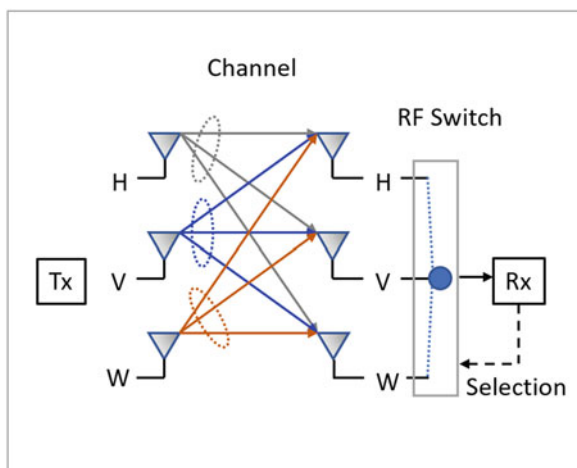 Channel
RF Switch
H
H
V
V
Tx
Rx
W
W
Selection